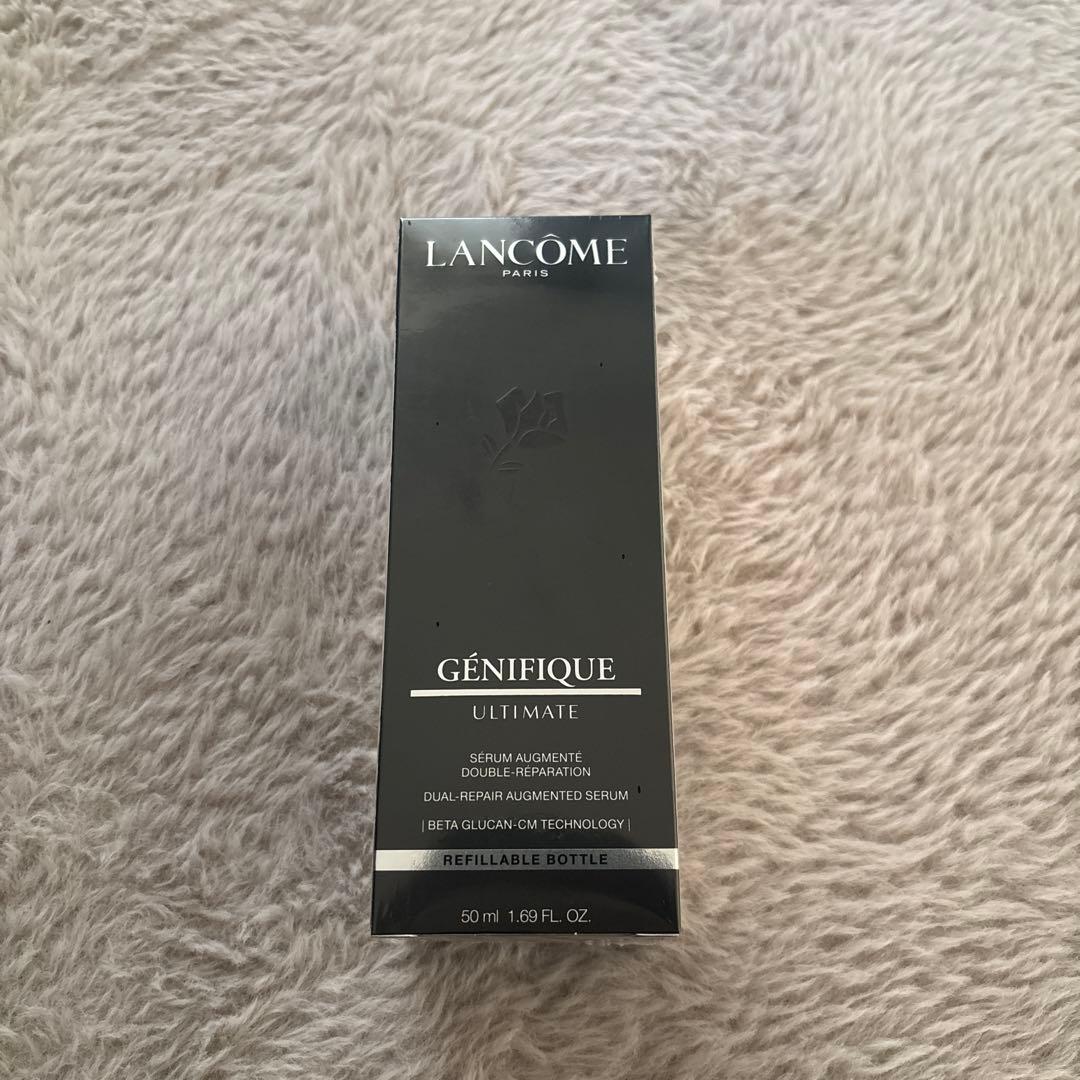 LANCÔME
PARIS
GÉNIFIQUE
ULTIMATE
SÉRUM AUGMENTÉ
DOUBLE-RÉPARATION
DUAL-REPAIR AUGMENTED SERUM
| BETA GLUCAN-CM TECHNOLOGY |
REFILLABLE BOTTLE
50 ml 1.69 FL. OZ.